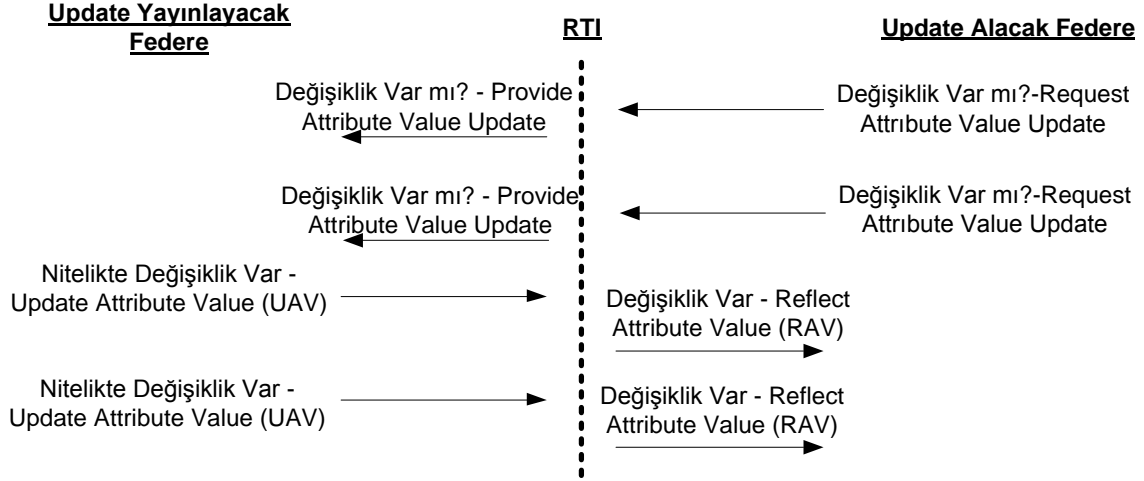 Update Yayınlayacak
Federe
RTI
Update Alacak Federe
Değişiklik Var mı? - Provide
Attribute Value Update
Değişiklik Var mı?-Request
Attrıbute Value Update
Değişiklik Var mı? - Provide
Attribute Value Update
Değişiklik Var mı?-Request
Attrıbute Value Update
Nitelikte Değişiklik Var -
Update Attribute Value (UAV)
Değişiklik Var - Reflect
Attribute Value (RAV)
Nitelikte Değişiklik Var -
Update Attribute Value (UAV)
Değişiklik Var - Reflect
Attribute Value (RAV)